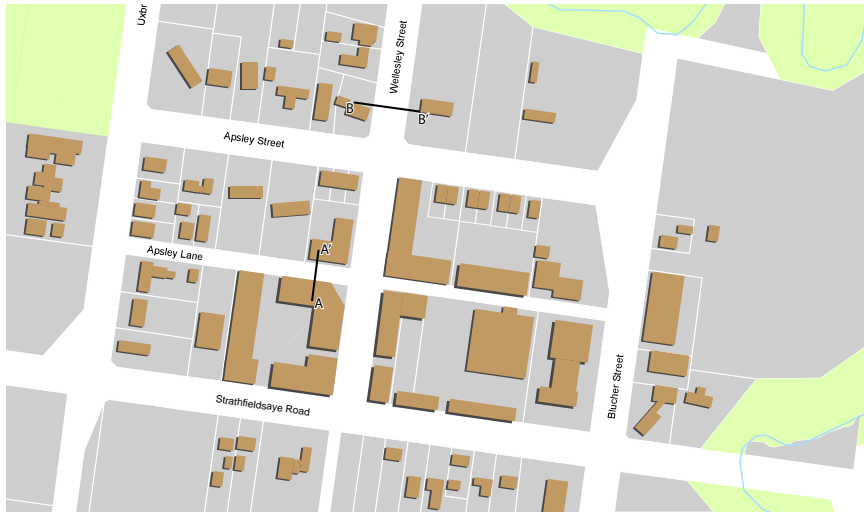 Uxbr
Wellesley Street
B
B'
Apsley Street
A'
Apsley Lane
A
Blucher Street
Strathfieldsaye Road